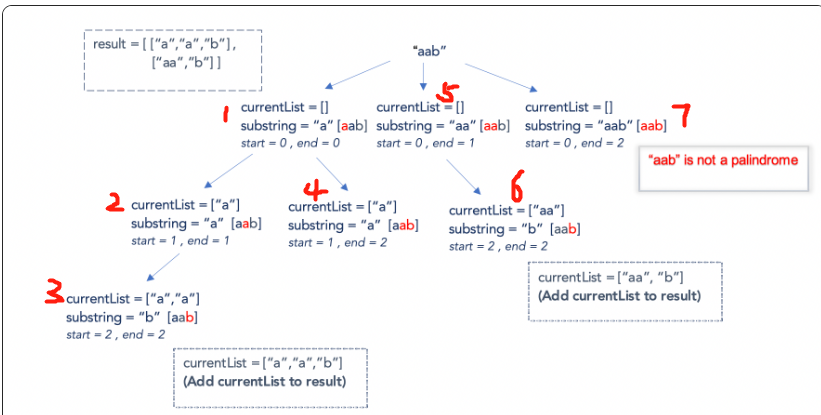 result = [ ["a","a","b"] ,
["aa","b"] ]
"aab"
1
currentList = []
substring = "a" [aab]
start = 0 , end = 0
5
currentList = []
substring = "aa" [aab]
start = 0 , end = 1
currentList = []
substring = "aab" [aab]
start = 0 , end = 2
7
"aab" is not a palindrome
2
currentList = ["a"]
substring = "a" [aab]
start = 1 , end = 1
4
currentList = ["a"]
substring = "a" [aab]
start = 1 , end = 2
6
currentList = ["aa"]
substring = "b" [aab]
start = 2 , end = 2
currentList = ["aa", "b"]
(Add currentList to result)
3
currentList = ["a","a"]
substring = "b" [aab]
start = 2 , end = 2
currentList = ["a","a","b"]
(Add currentList to result)